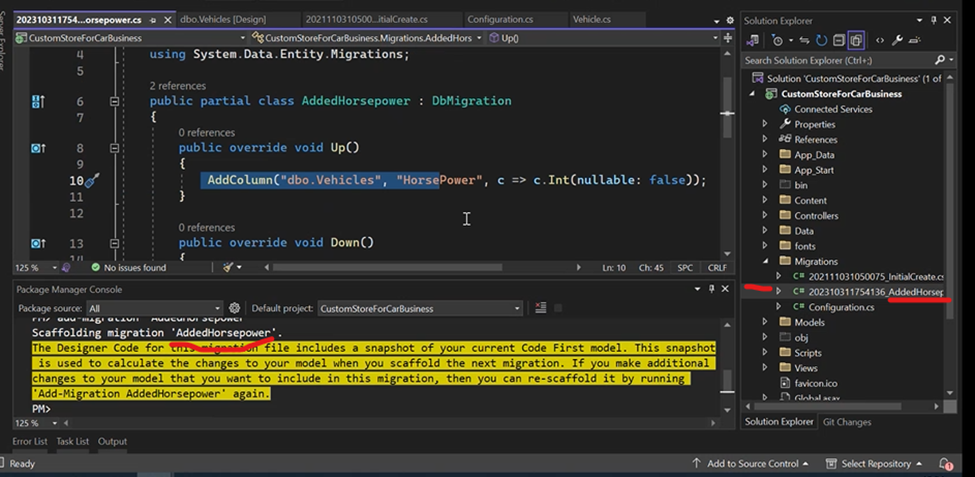 202310311754...orsepower.cs
dbo.Vehicles [Design]
2021111031050...itialCreate.cs
Configuration.cs
Vehicle.cs
CustomStoreForCarBusiness
CustomStoreForCarBusiness.Migrations.AddedHors
Up()
4 using System.Data.Entity.Migrations;
5
2 references
6 public partial class AddedHorsepower : DbMigration
7 {
0 references
8 public override void Up()
9 {
10 AddColumn("dbo.Vehicles", "HorsePower", c => c.Int(nullable: false));
11 }
12
0 references
13 public override void Down()
125 %
No issues found
Ln: 10 Ch: 45 SPC CRLF
Package Manager Console
Package source: All
Default project: CustomStoreForCarBusiness
PM> add-migration 'AddedHorsepower'
Scaffolding migration 'AddedHorsepower'.
The Designer Code for this migration file includes a snapshot of your current Code First model. This snapshot
is used to calculate the changes to your model when you scaffold the next migration. If you make additional
changes to your model that you want to include in this migration, then you can re-scaffold it by running
'Add-Migration AddedHorsepower' again.
PM>
125 %
Error List Task List Output
Ready
Add to Source Control
Select Repository
Server Explorer
Solution Explorer
Search Solution Explorer (Ctrl+;)
Solution 'CustomStoreForCarBusiness' (1 of
CustomStoreForCarBusiness
Connected Services
Properties
References
App_Data
App_Start
bin
Content
Controllers
Data
fonts
Migrations
202111031050075_InitialCreate.cs
202310311754136_AddedHorsep
Configuration.cs
Models
obj
Scripts
Views
favicon.ico
Global.asax
Solution Explorer Git Changes